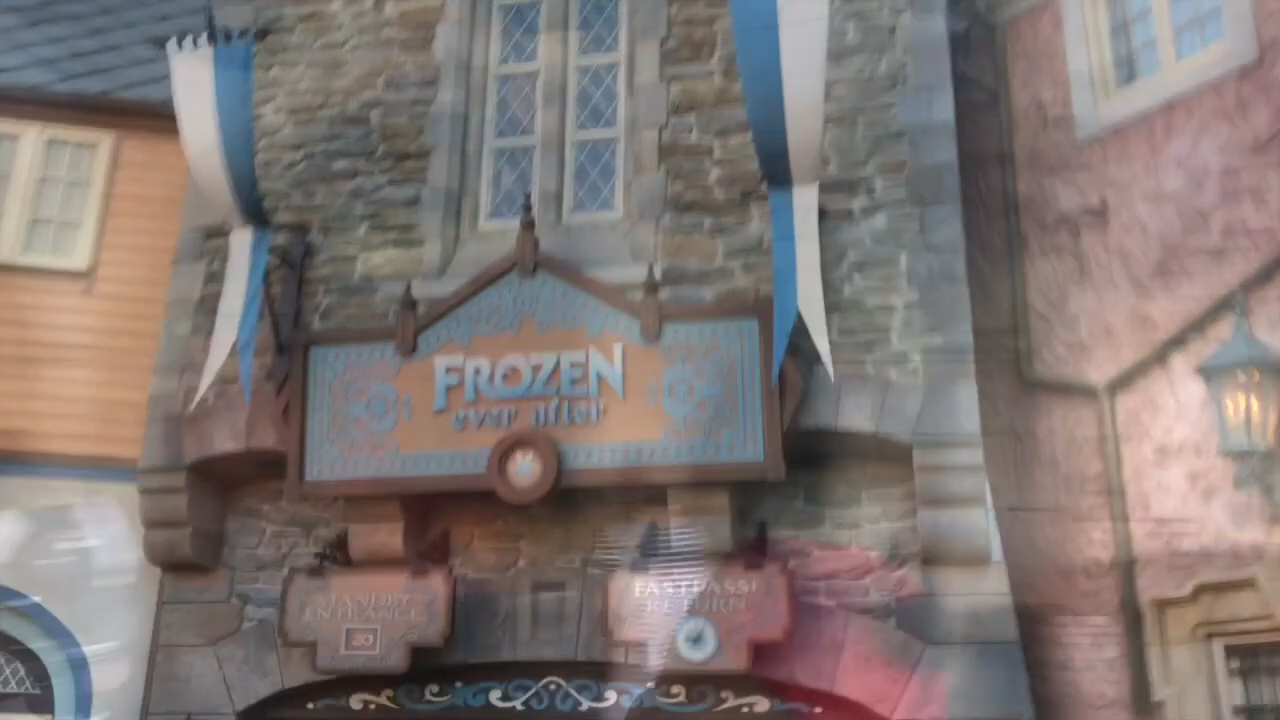 FROZEN
ever after
STANDBY
ENTRANCE
20
FASTPASS+
RETURN